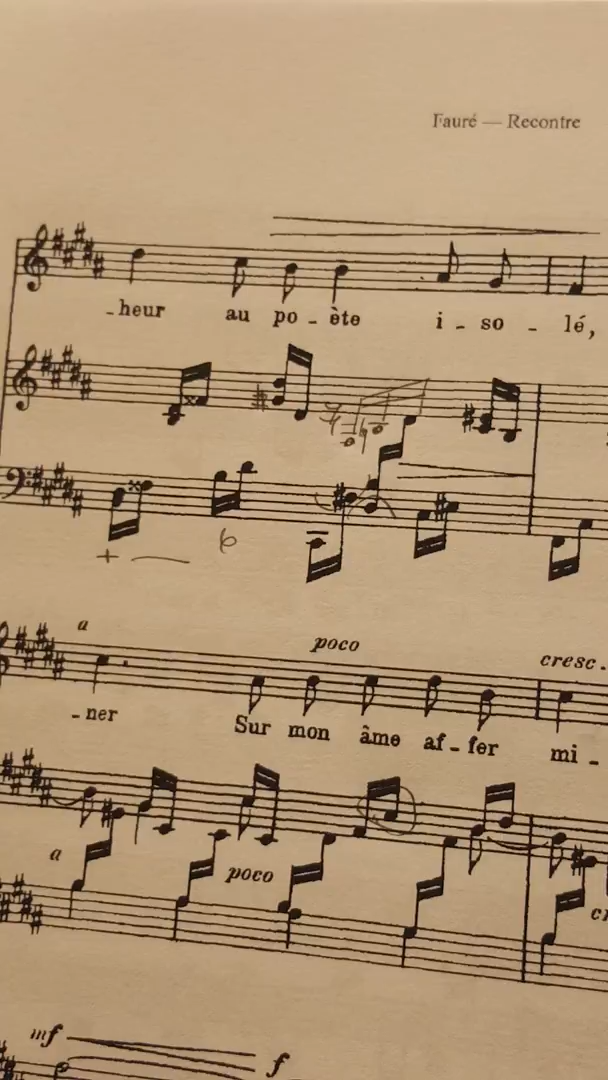 Fauré — Recontre
-heur au po - ète i - so - lé,
+ 6
a poco cresc.
-ner Sur mon âme af - fer mi -
a poco
mf f